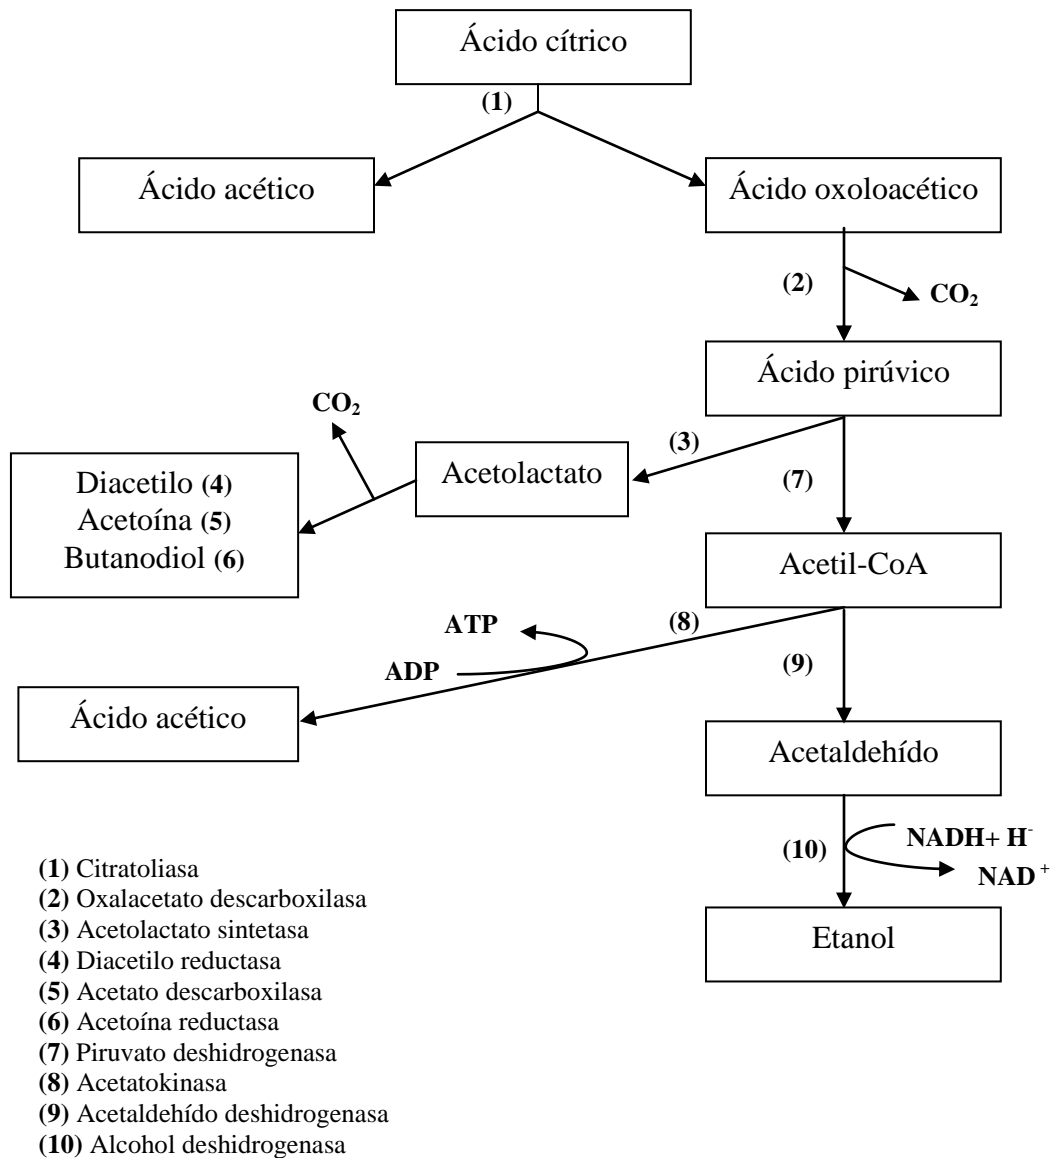 Ácido cítrico
(1)
Ácido acético
Ácido oxoloacético
(2)
CO₂
Ácido pirúvico
CO₂
(3)
Acetolactato
(7)
Diacetilo (4)
Acetoína (5)
Butanodiol (6)
Acetil-CoA
ATP
(8)
ADP
(9)
Ácido acético
Acetaldehído
(10)
NADH+ H⁻
NAD⁺
Etanol
(1) Citratoliasa
(2) Oxalacetato descarboxilasa
(3) Acetolactato sintetasa
(4) Diacetilo reductasa
(5) Acetato descarboxilasa
(6) Acetoína reductasa
(7) Piruvato deshidrogenasa
(8) Acetatokinasa
(9) Acetaldehído deshidrogenasa
(10) Alcohol deshidrogenasa